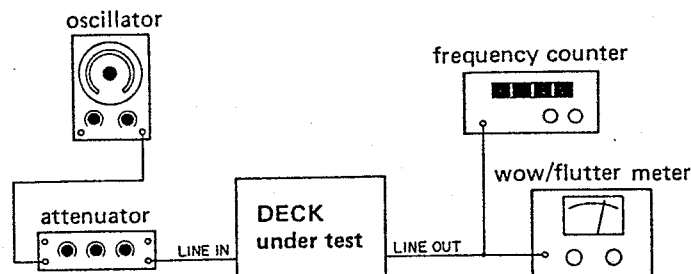 oscillator
frequency counter
wow/flutter meter
attenuator
DECK
under test
LINE IN
LINE OUT